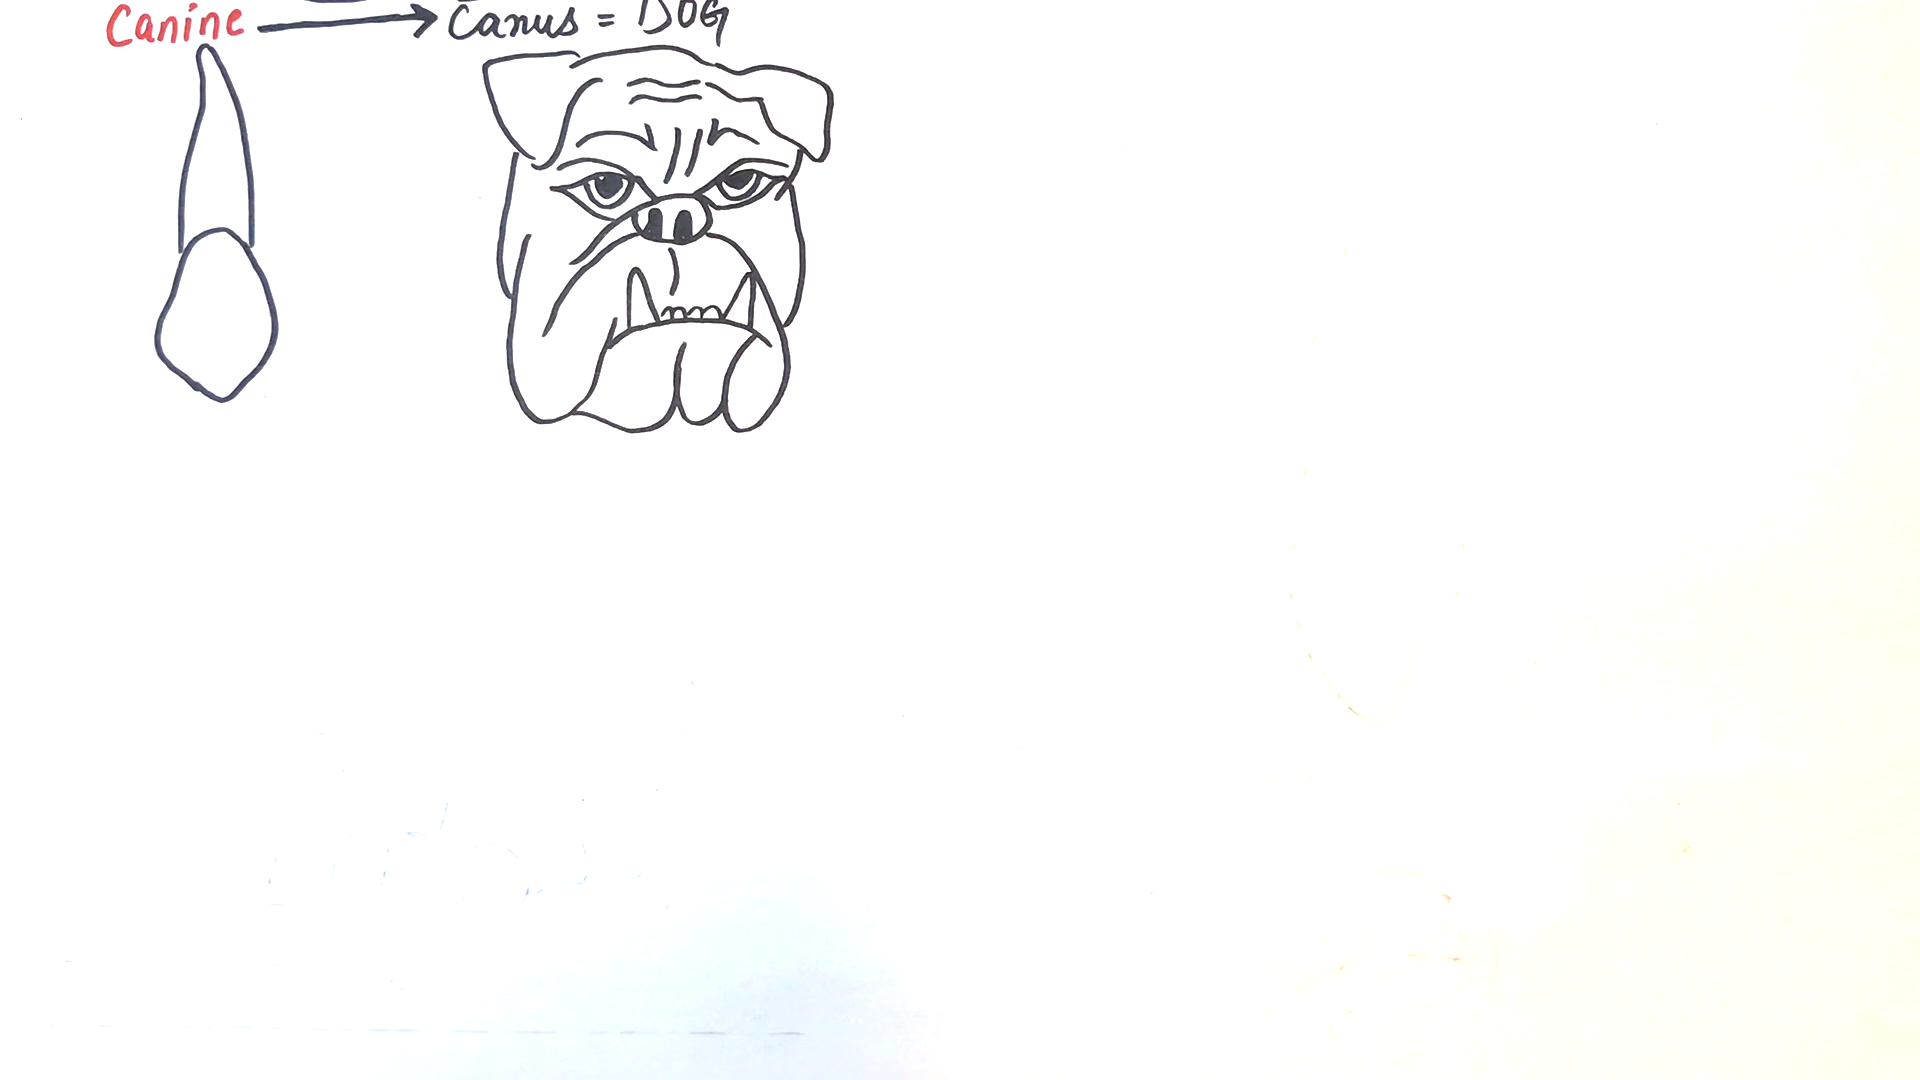 Canine → Canus = DOG